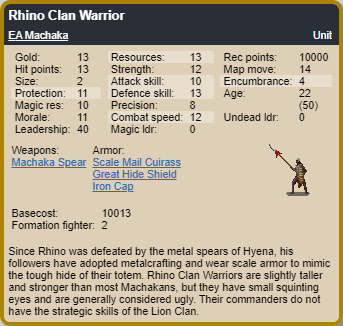 Rhino Clan Warrior
EA Machaka Unit
Gold: 13 Resources: 13 Rec points: 10000
Hit points: 13 Strength: 12 Map move: 14
Size: 2 Attack skill: 10 Encumbrance: 4
Protection: 11 Defence skill: 13 Age: 22
Magic res: 10 Precision: 8 (50)
Morale: 11 Combat speed: 12 Undead ldr: 0
Leadership: 40 Magic ldr: 0
Weapons: Armor:
Machaka Spear Scale Mail Cuirass
Great Hide Shield
Iron Cap
Basecost: 10013
Formation fighter: 2
Since Rhino was defeated by the metal spears of Hyena, his
followers have adopted metalcrafting and wear scale armor to mimic
the tough hide of their totem. Rhino Clan Warriors are slightly taller
and stronger than most Machakans, but they have small squinting
eyes and are generally considered ugly. Their commanders do not
have the strategic skills of the Lion Clan.